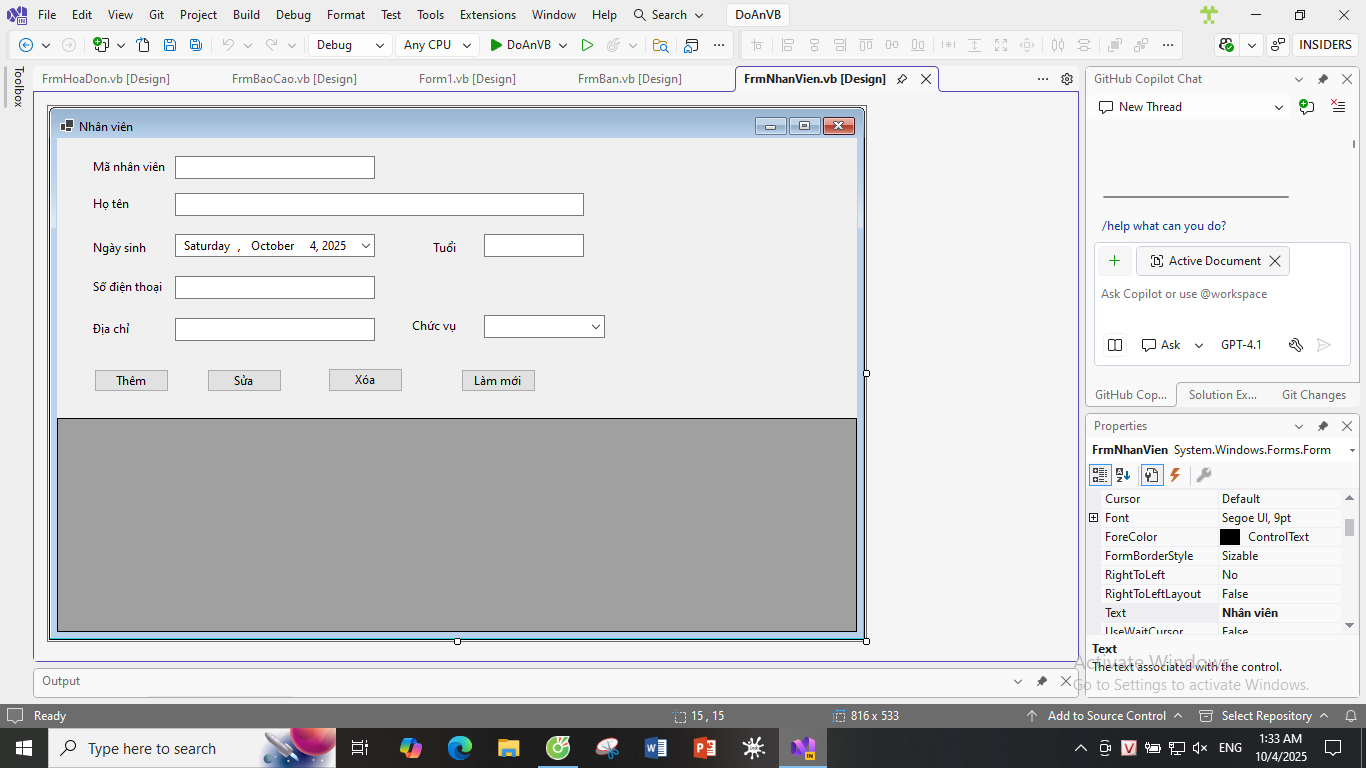 File Edit View Git Project Build Debug Format Test Tools Extensions Window Help Search DoAnVB
Debug Any CPU DoAnVB INSIDERS
Toolbox
FrmHoaDon.vb [Design] FrmBaoCao.vb [Design] Form1.vb [Design] FrmBan.vb [Design] FrmNhanVien.vb [Design]
Nhân viên
Mã nhân viên
Họ tên
Ngày sinh Saturday , October 4, 2025 Tuổi
Số điện thoại
Địa chỉ Chức vụ
Thêm Sửa Xóa Làm mới
GitHub Copilot Chat
New Thread
/help what can you do?
Active Document
Ask Copilot or use @workspace
Ask GPT-4.1
GitHub Cop... Solution Ex... Git Changes
Properties
FrmNhanVien System.Windows.Forms.Form
Cursor Default
Font Segoe UI, 9pt
ForeColor ControlText
FormBorderStyle Sizable
RightToLeft No
RightToLeftLayout False
Text Nhân viên
UseWaitCursor False
Text
The text associated with the control.
Activate Windows
Go to Settings to activate Windows.
Output
Ready 15 , 15 816 x 533 Add to Source Control Select Repository
Type here to search
ENG
1:33 AM
10/4/2025